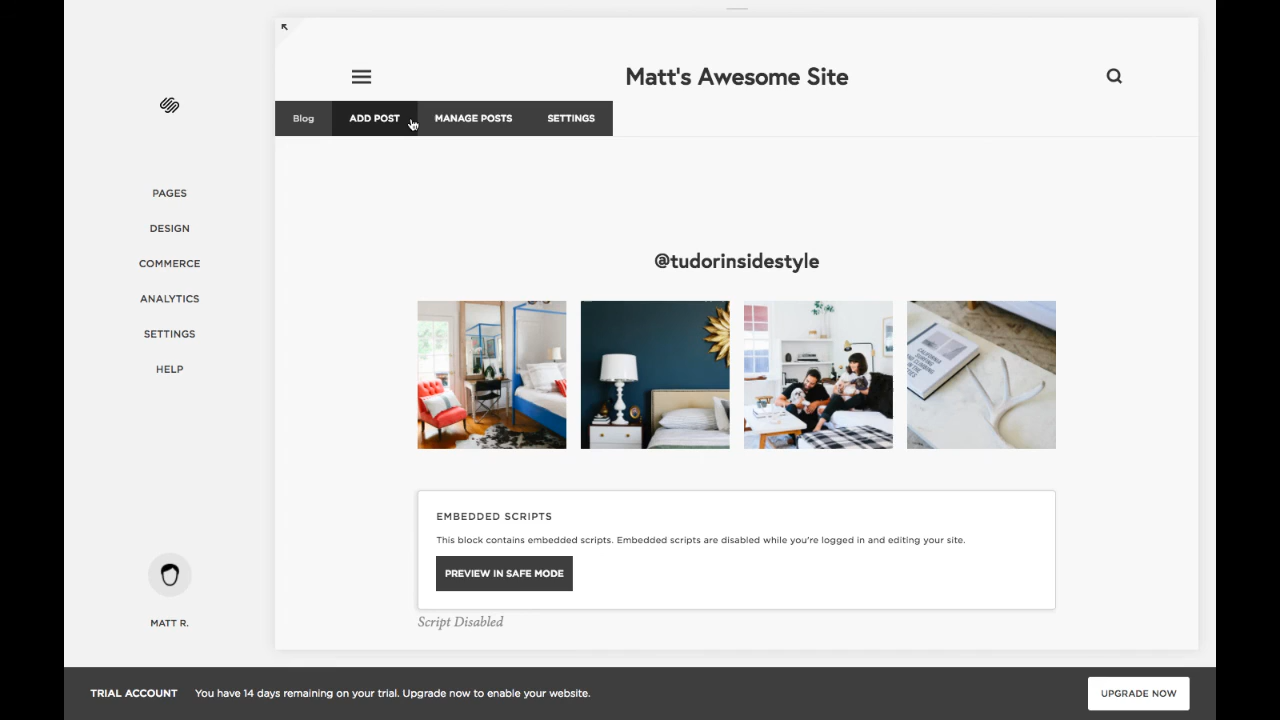 Matt's Awesome Site
Blog ADD POST MANAGE POSTS SETTINGS
PAGES
DESIGN
COMMERCE
ANALYTICS
SETTINGS
HELP
MATT R.
@tudorinsidestyle
EMBEDDED SCRIPTS
This block contains embedded scripts. Embedded scripts are disabled while you're logged in and editing your site.
PREVIEW IN SAFE MODE
Script Disabled
TRIAL ACCOUNT You have 14 days remaining on your trial. Upgrade now to enable your website. UPGRADE NOW